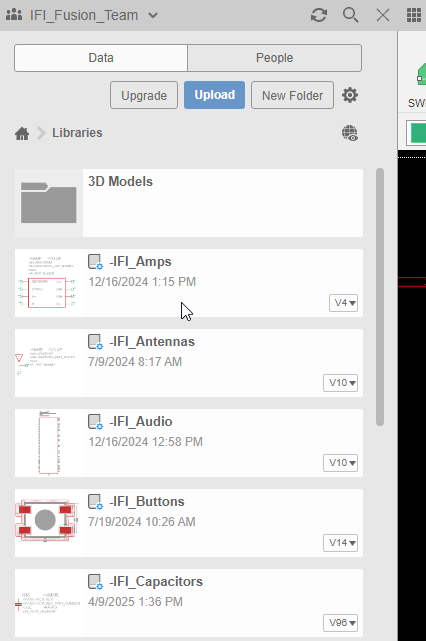 IFI_Fusion_Team
Data
People
Upgrade
Upload
New Folder
Libraries
3D Models
-IFI_Amps
12/16/2024 1:15 PM
V4
-IFI_Antennas
7/9/2024 8:17 AM
V10
-IFI_Audio
12/16/2024 12:58 PM
V10
-IFI_Buttons
7/19/2024 10:26 AM
V14
-IFI_Capacitors
4/9/2025 1:36 PM
V96